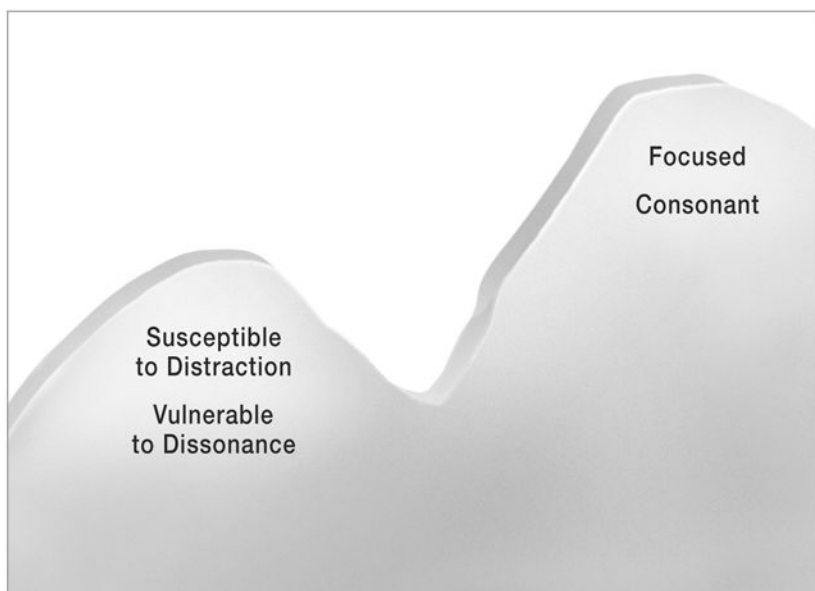 Focused
Consonant
Susceptible
to Distraction
Vulnerable
to Dissonance